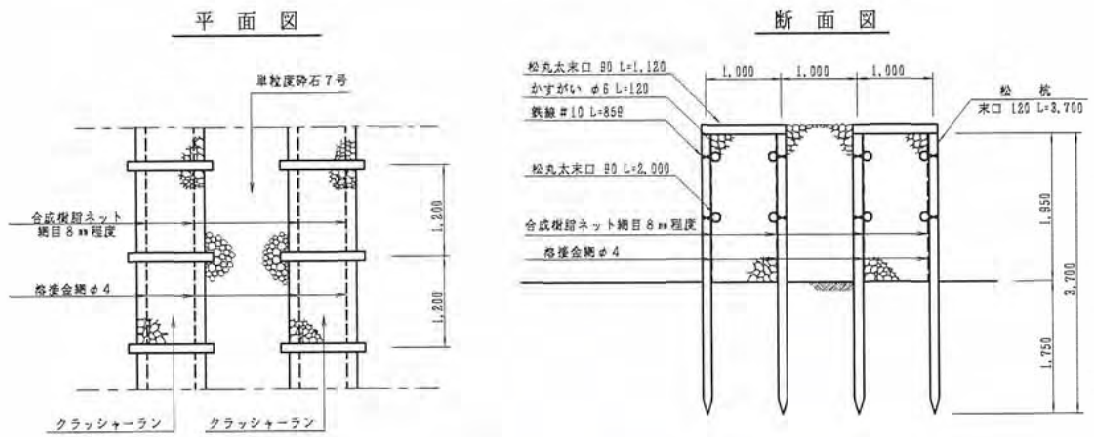 平面図
単粒度砕石7号
合成樹脂ネット
網目8m程度
溶接金網φ4
1,200
1,200
クラッシャーラン
クラッシャーラン
断面図
松丸太末口 90 L=1,120
かすがい φ6 L=120
鉄線 #10 L=859
松丸太末口 90 L=2,000
合成樹脂ネット網目8m程度
溶接金網φ4
1,000
1,000
1,000
松杭
末口 120 L=3,700
1,950
3,700
1,750